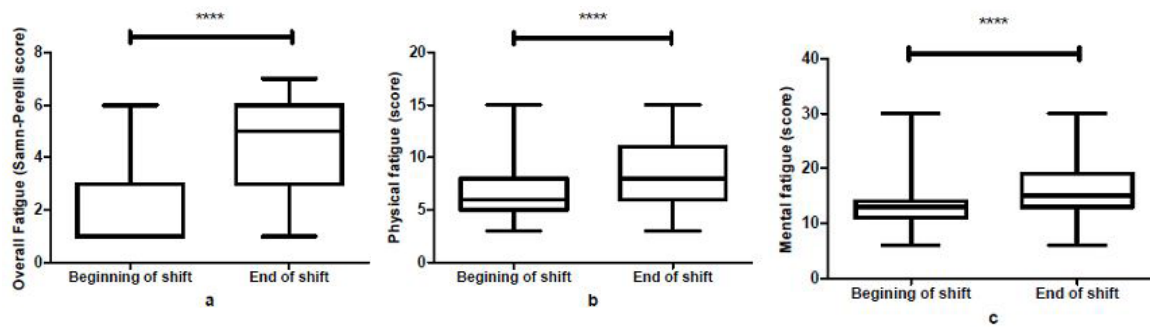 ****
Overall Fatigue (Samn-Perelli score)
8
6
4
2
0
Beginning of shift
End of shift
a
****
Physical fatigue (score)
20
15
10
5
0
Begining of shift
End of shift
b
****
Mental fatigue (score)
40
30
20
10
0
Begining of shift
End of shift
c